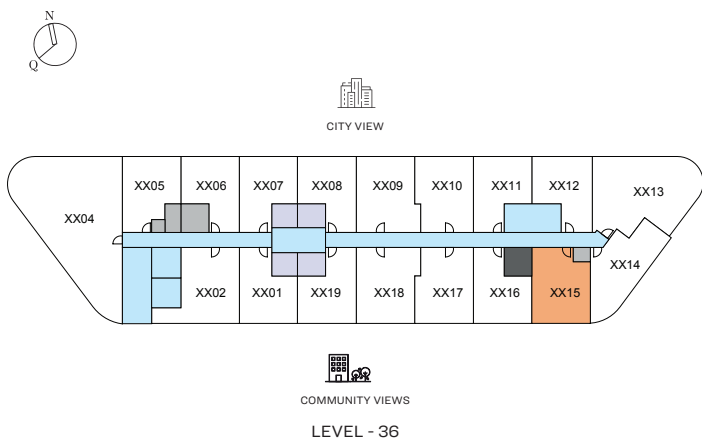 N
Q
CITY VIEW
XX05 XX06 XX07 XX08 XX09 XX10 XX11 XX12 XX13
XX04
XX14
XX02 XX01 XX19 XX18 XX17 XX16 XX15
COMMUNITY VIEWS
LEVEL - 36